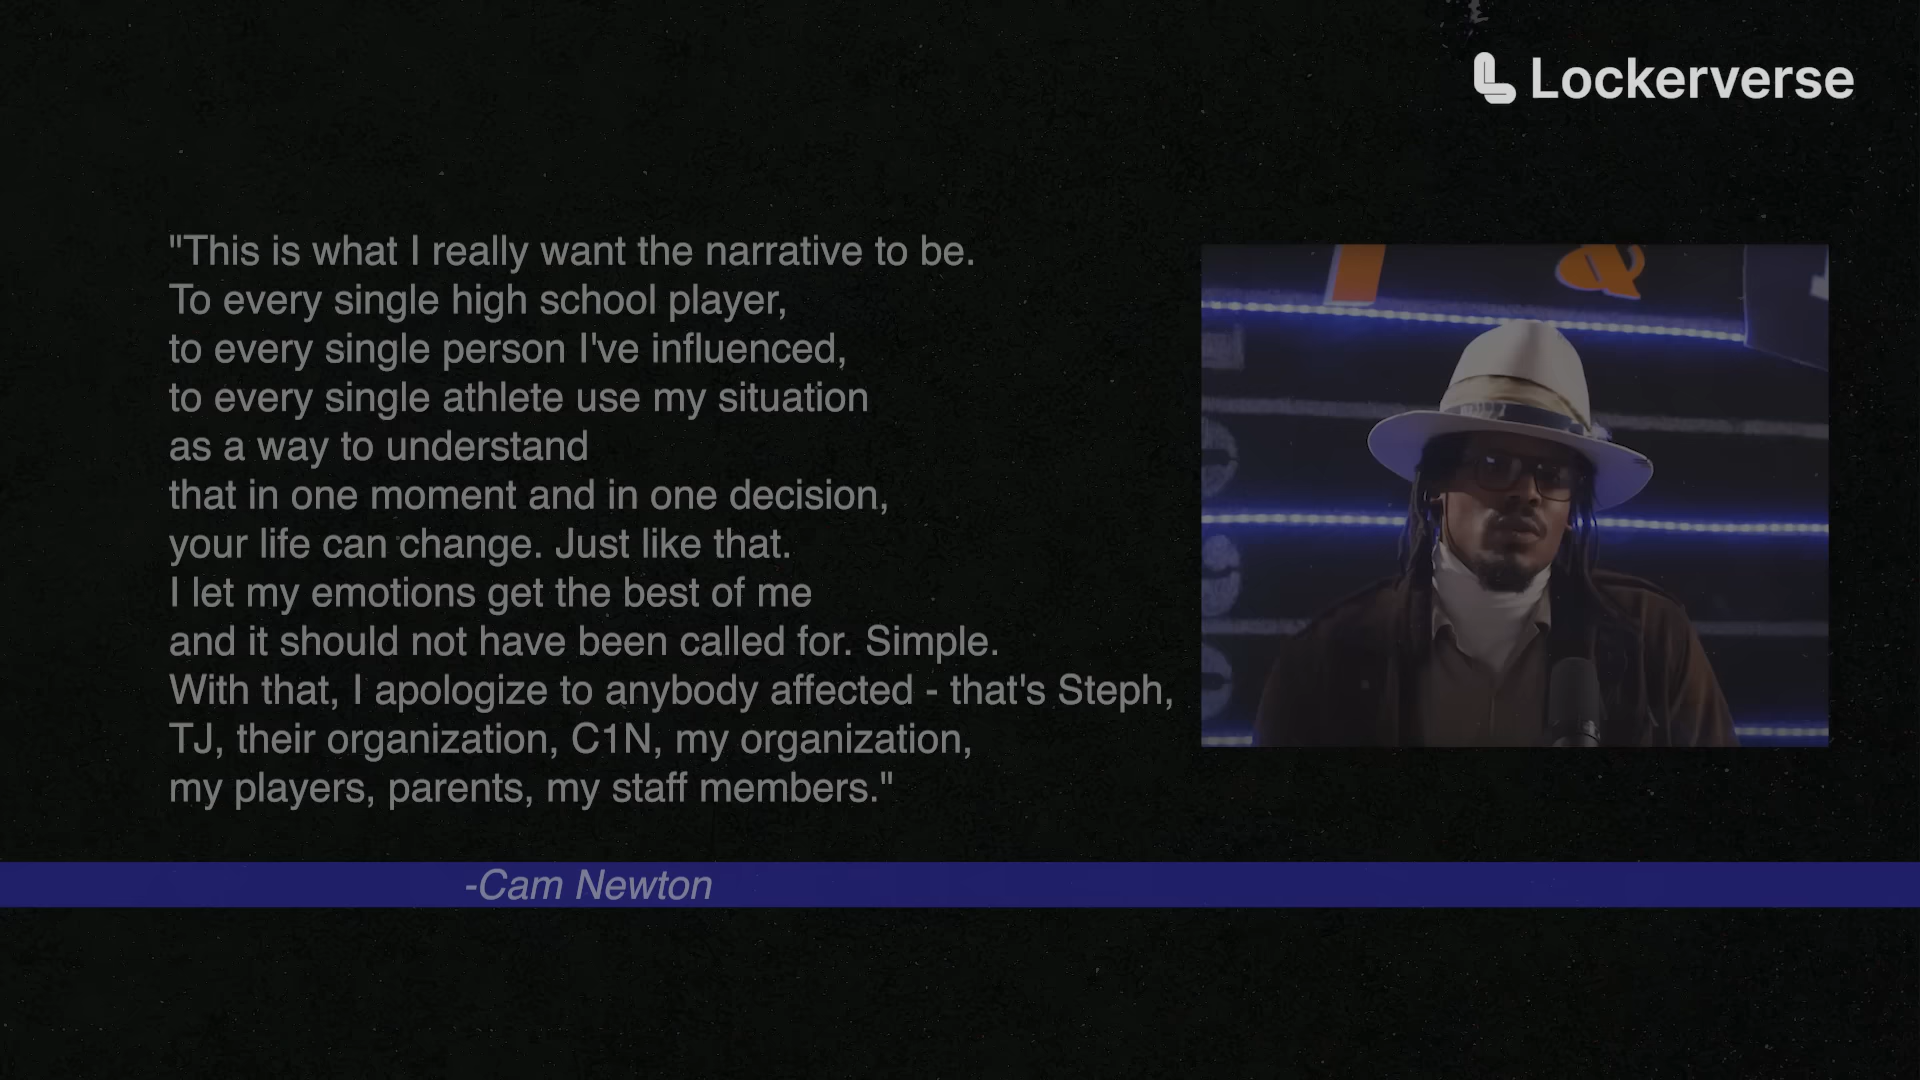 Lockerverse
"This is what I really want the narrative to be.
To every single high school player,
to every single person I've influenced,
to every single athlete use my situation
as a way to understand
that in one moment and in one decision,
your life can change. Just like that.
I let my emotions get the best of me
and it should not have been called for. Simple.
With that, I apologize to anybody affected - that's Steph,
TJ, their organization, C1N, my organization,
my players, parents, my staff members."
-Cam Newton
&